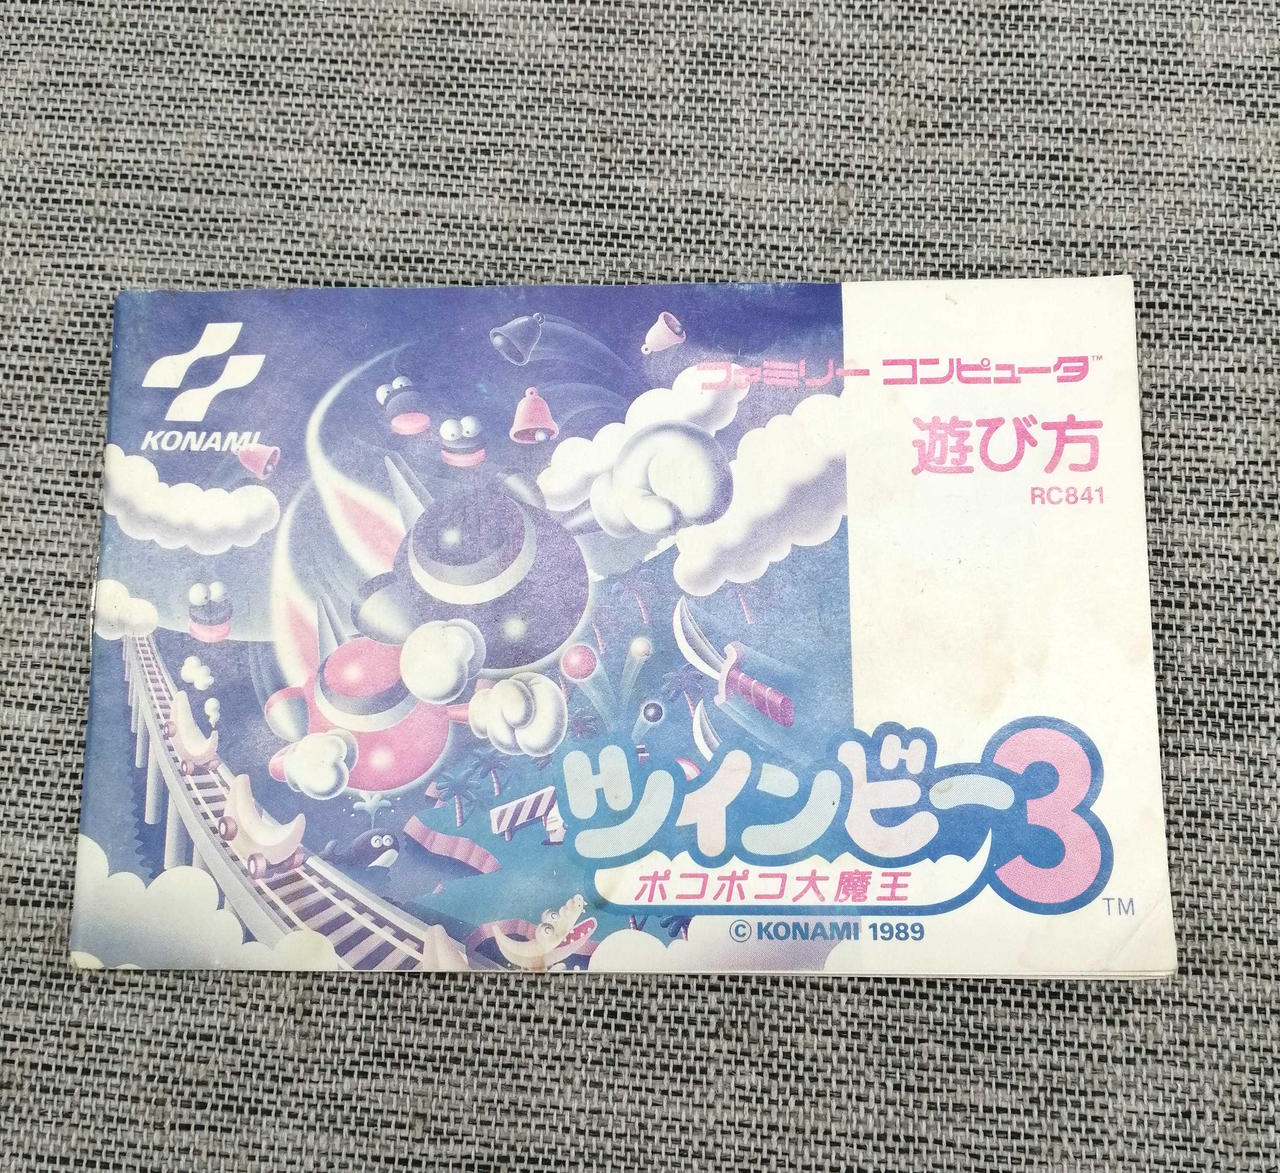 KONAMI
ファミリー コンピュータ™
遊び方
RC841
ツインビー3
ポコポコ大魔王
TM
© KONAMI 1989